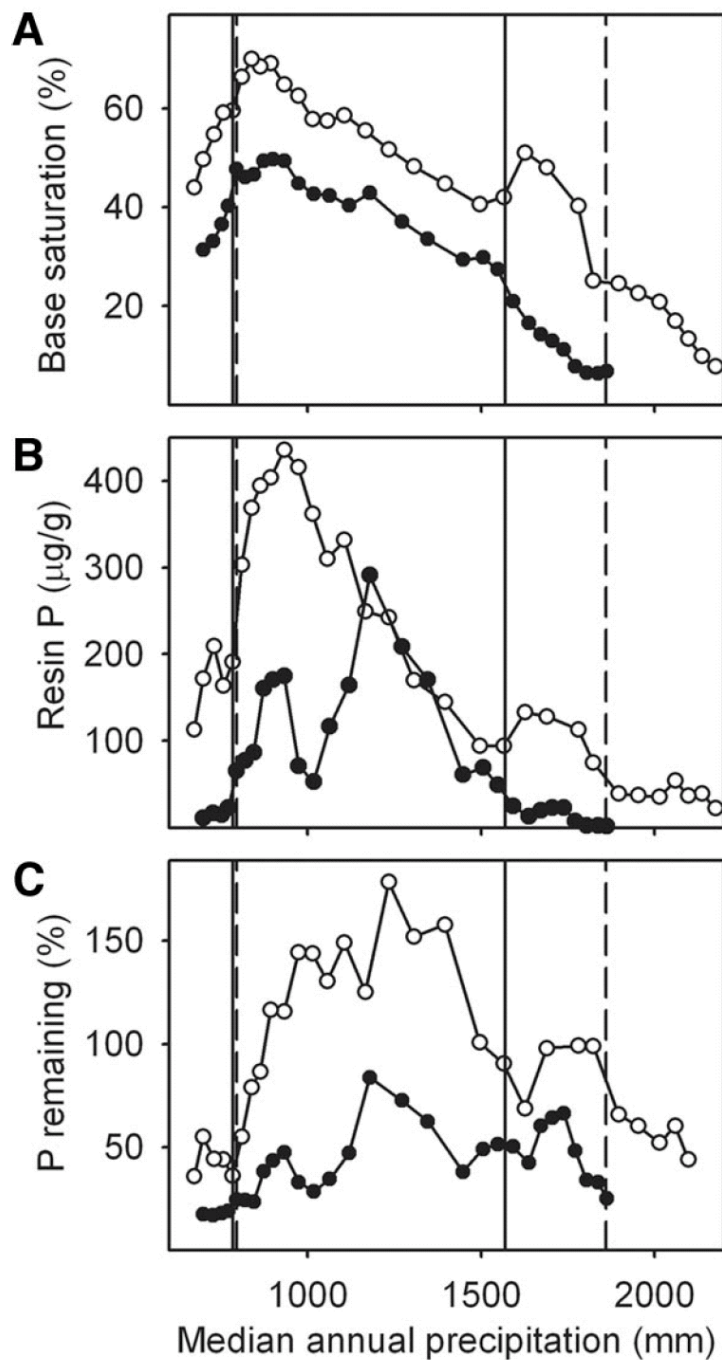 A
Base saturation (%)
60
40
20
B
Resin P (µg/g)
400
300
200
100
C
P remaining (%)
150
100
50
1000 1500 2000
Median annual precipitation (mm)